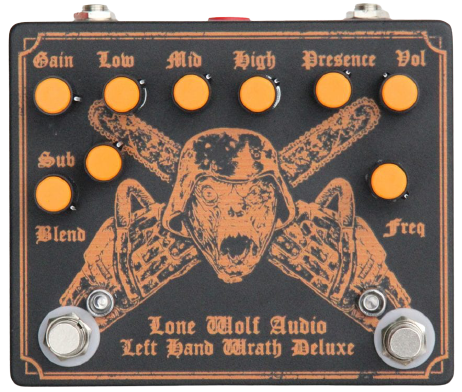 Gain Low Mid High Presence Vol
Sub
Blend Freq
Lone Wolf Audio
Left Hand Wrath Deluxe